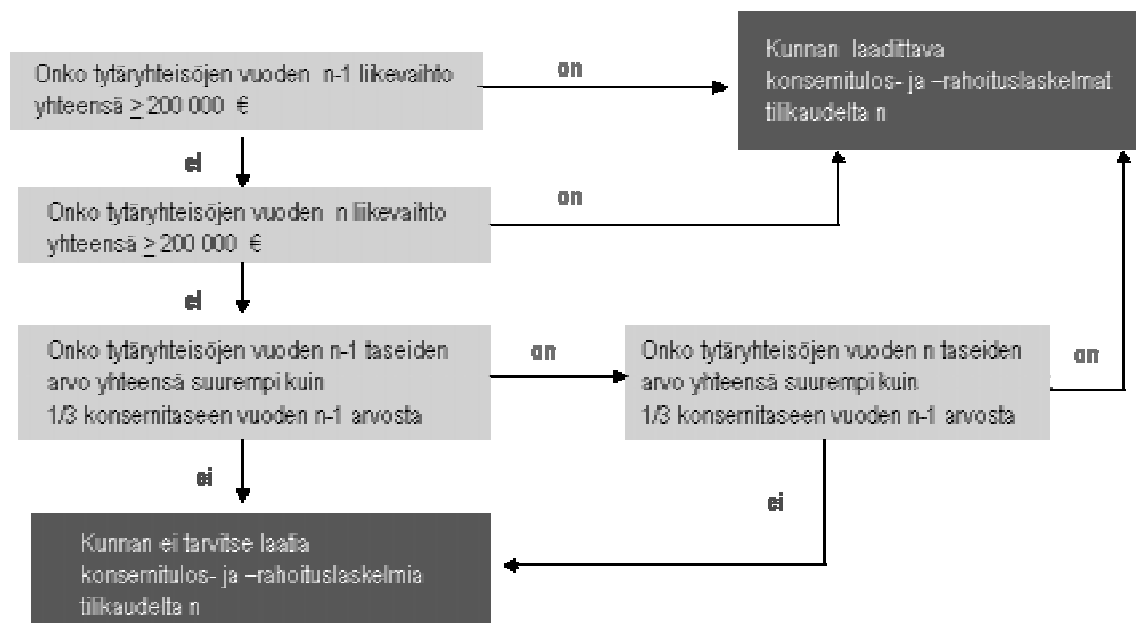 Onko tytäryhteisöjen vuoden n-1 liikevaihto
yhteensä ≥ 200 000 €
on
Kunnan laadittava
konsernitulos- ja –rahoituslaskelmat
tilikaudelta n
ei
Onko tytäryhteisöjen vuoden n liikevaihto
yhteensä ≥ 200 000 €
on
ei
Onko tytäryhteisöjen vuoden n-1 taseiden
arvo yhteensä suurempi kuin
1/3 konsernitaseen vuoden n-1 arvosta
on
Onko tytäryhteisöjen vuoden n taseiden
arvo yhteensä suurempi kuin
1/3 konsernitaseen vuoden n-1 arvosta
on
ei
ei
Kunnan ei tarvitse laatia
konsernitulos- ja –rahoituslaskelmia
tilikaudelta n